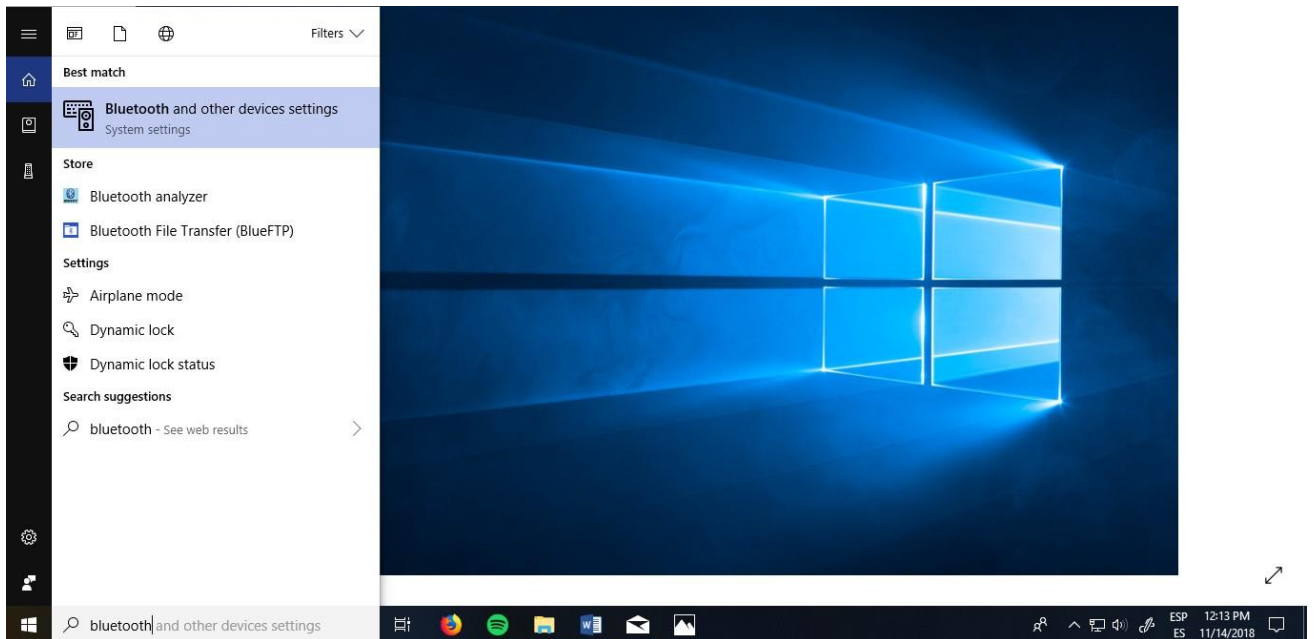 Filters
Best match
Bluetooth and other devices settings
System settings
Store
Bluetooth analyzer
Bluetooth File Transfer (BlueFTP)
Settings
Airplane mode
Dynamic lock
Dynamic lock status
Search suggestions
bluetooth - See web results
bluetooth and other devices settings
ESP 12:13 PM
ES 11/14/2018